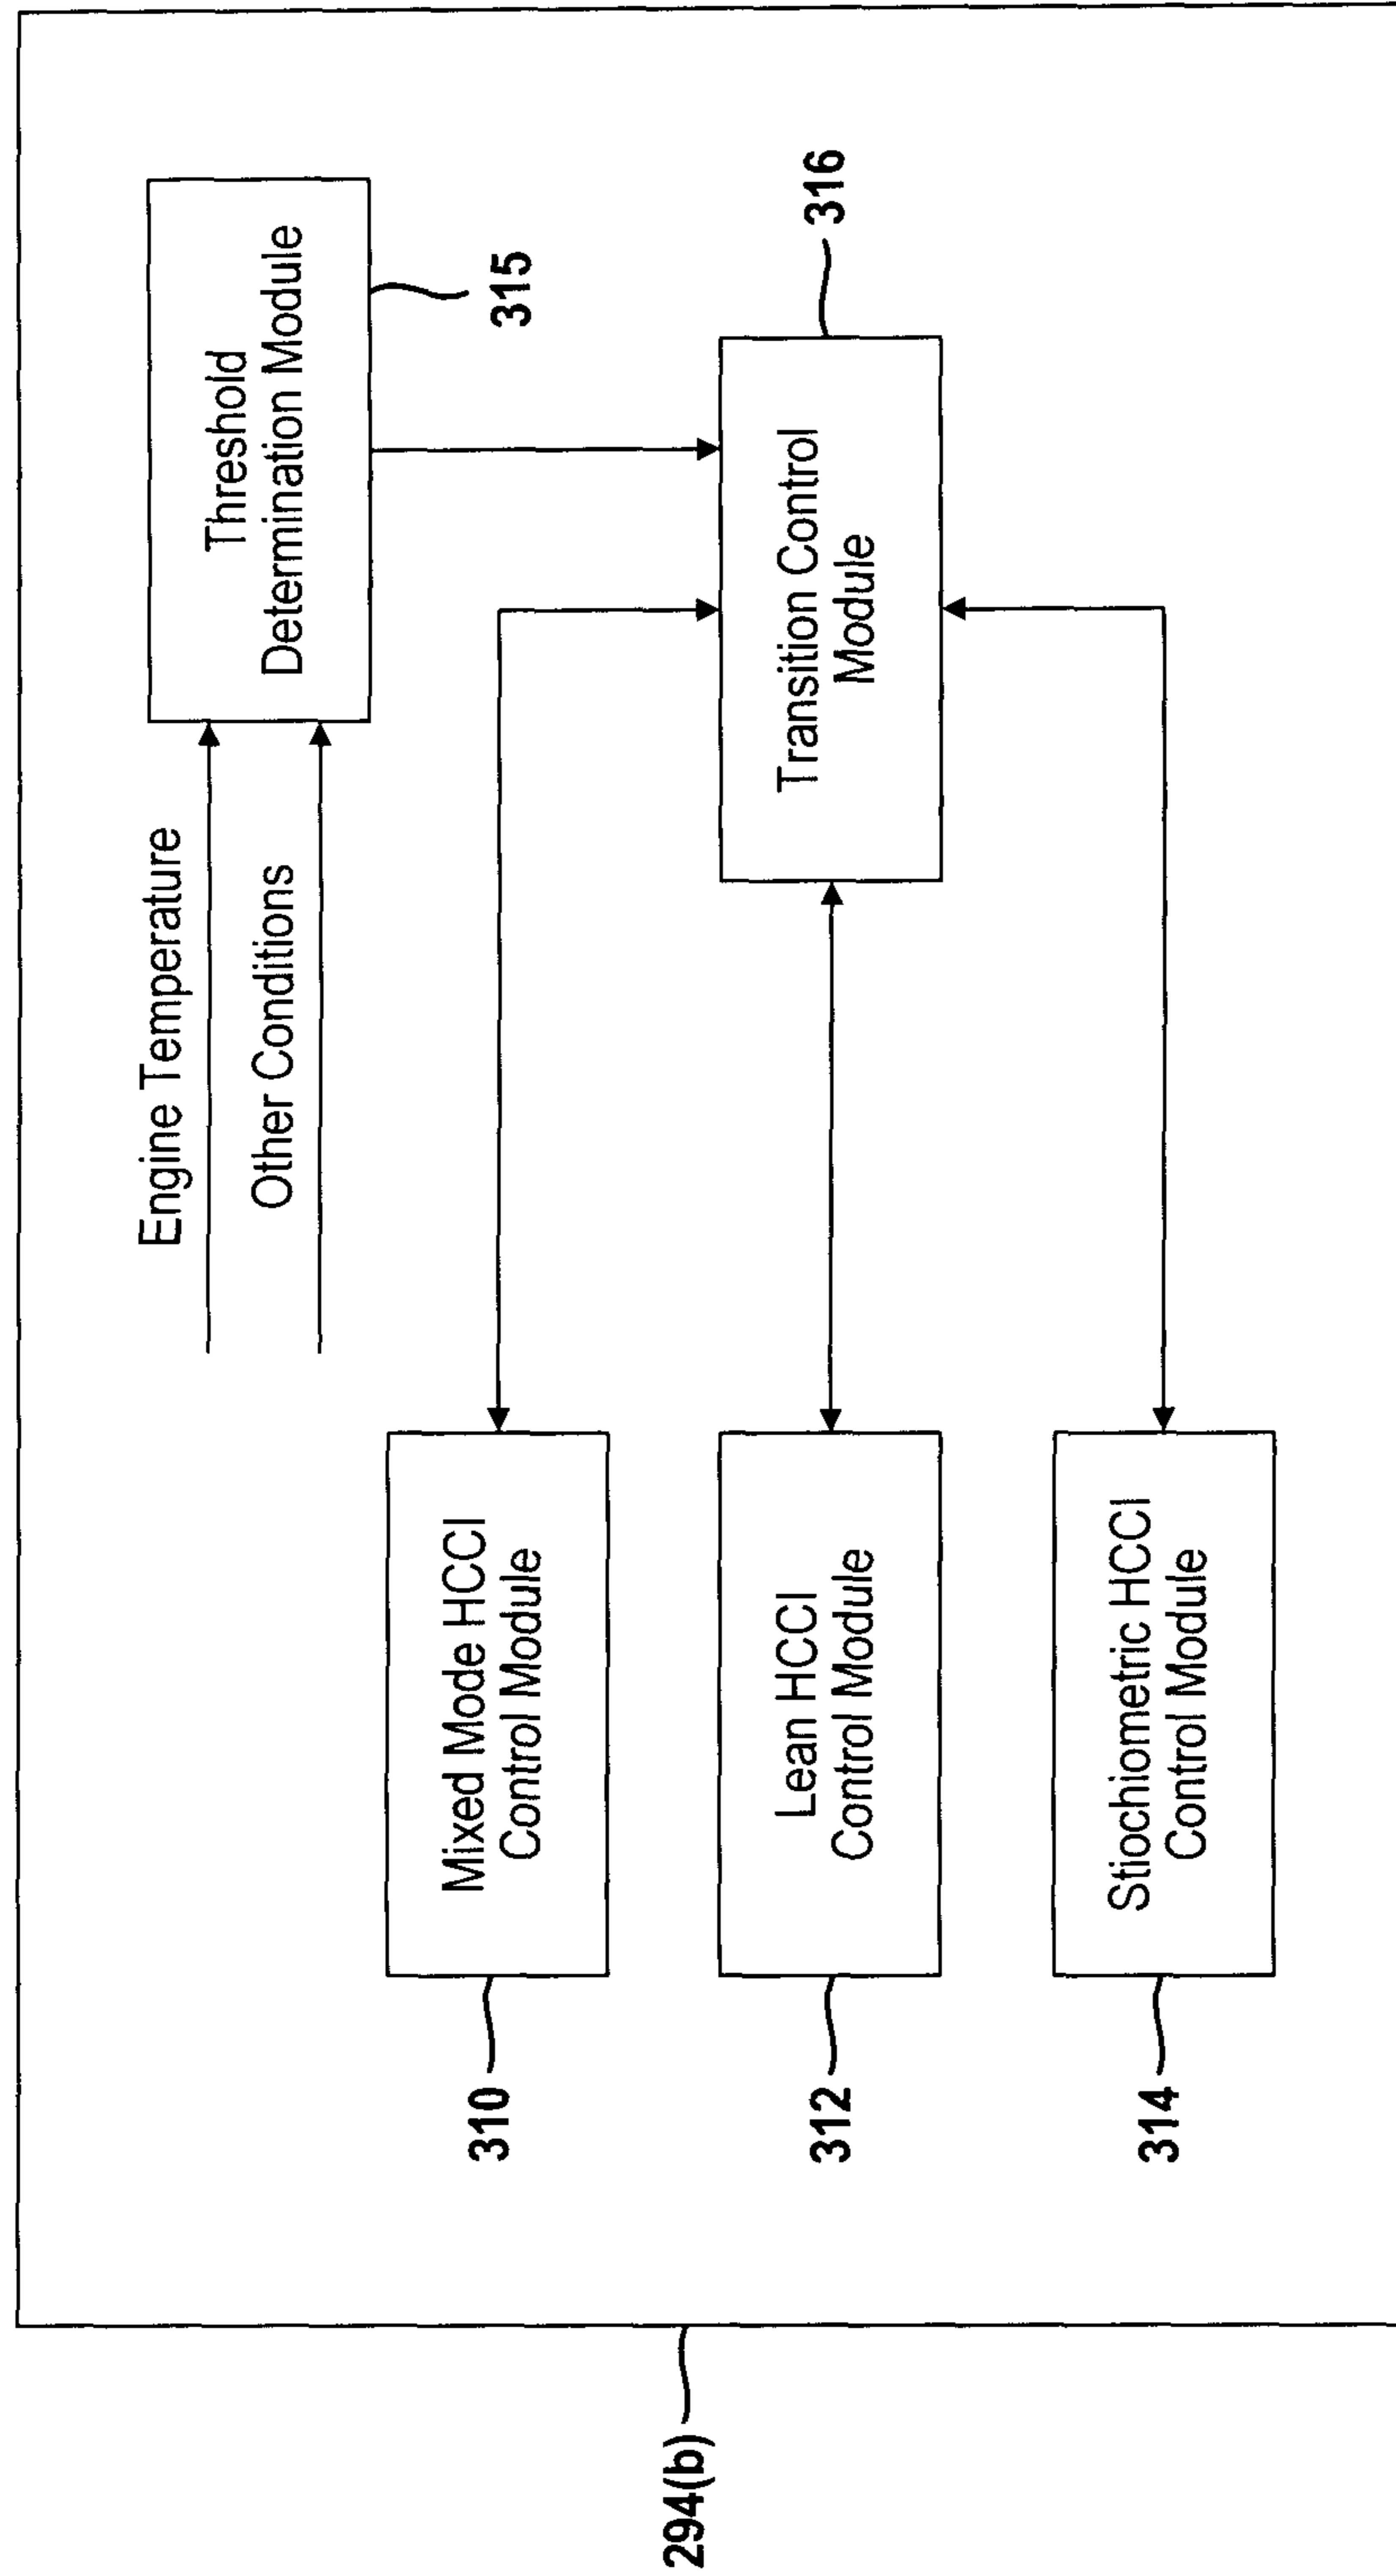 Engine Temperature
Other Conditions
Threshold
Determination Module
315
Mixed Mode HCCI
Control Module
310
Lean HCCI
Control Module
312
Stiochiometric HCCI
Control Module
314
Transition Control
Module
316
294(b)